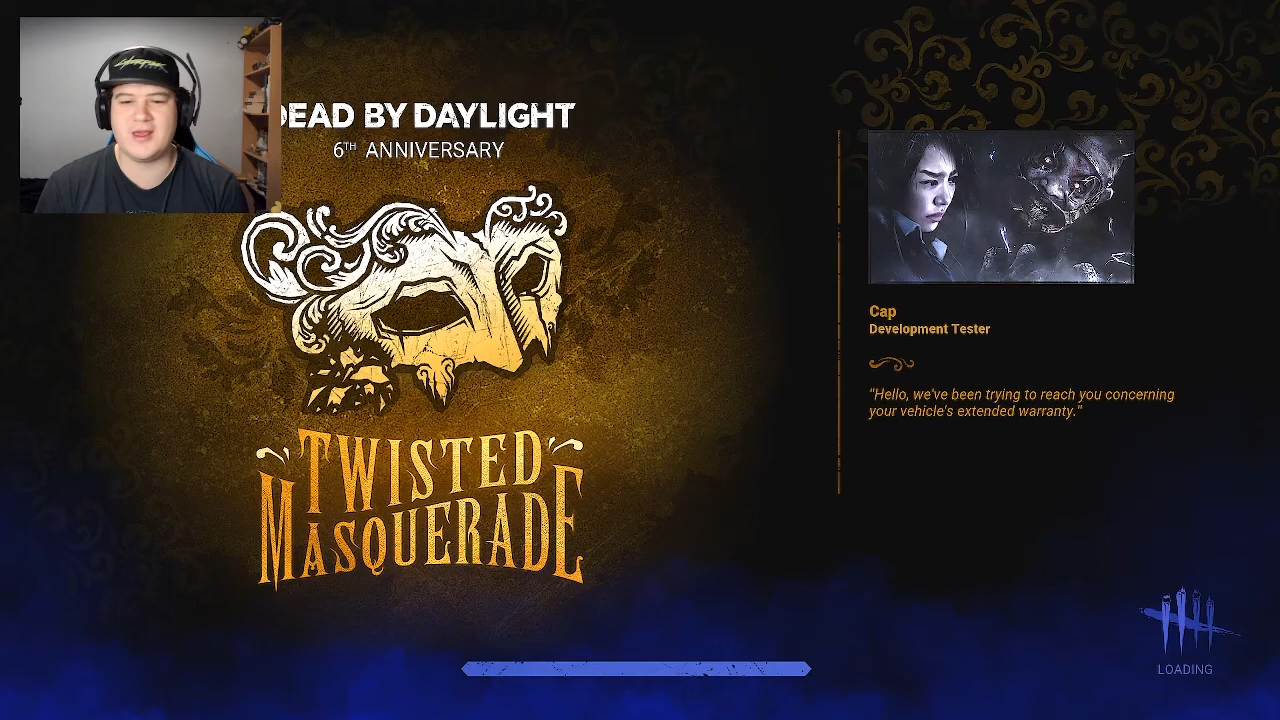 DEAD BY DAYLIGHT
6TH ANNIVERSARY
TWISTED
MASQUERADE
Cap
Development Tester
"Hello, we've been trying to reach you concerning
your vehicle's extended warranty."
LOADING